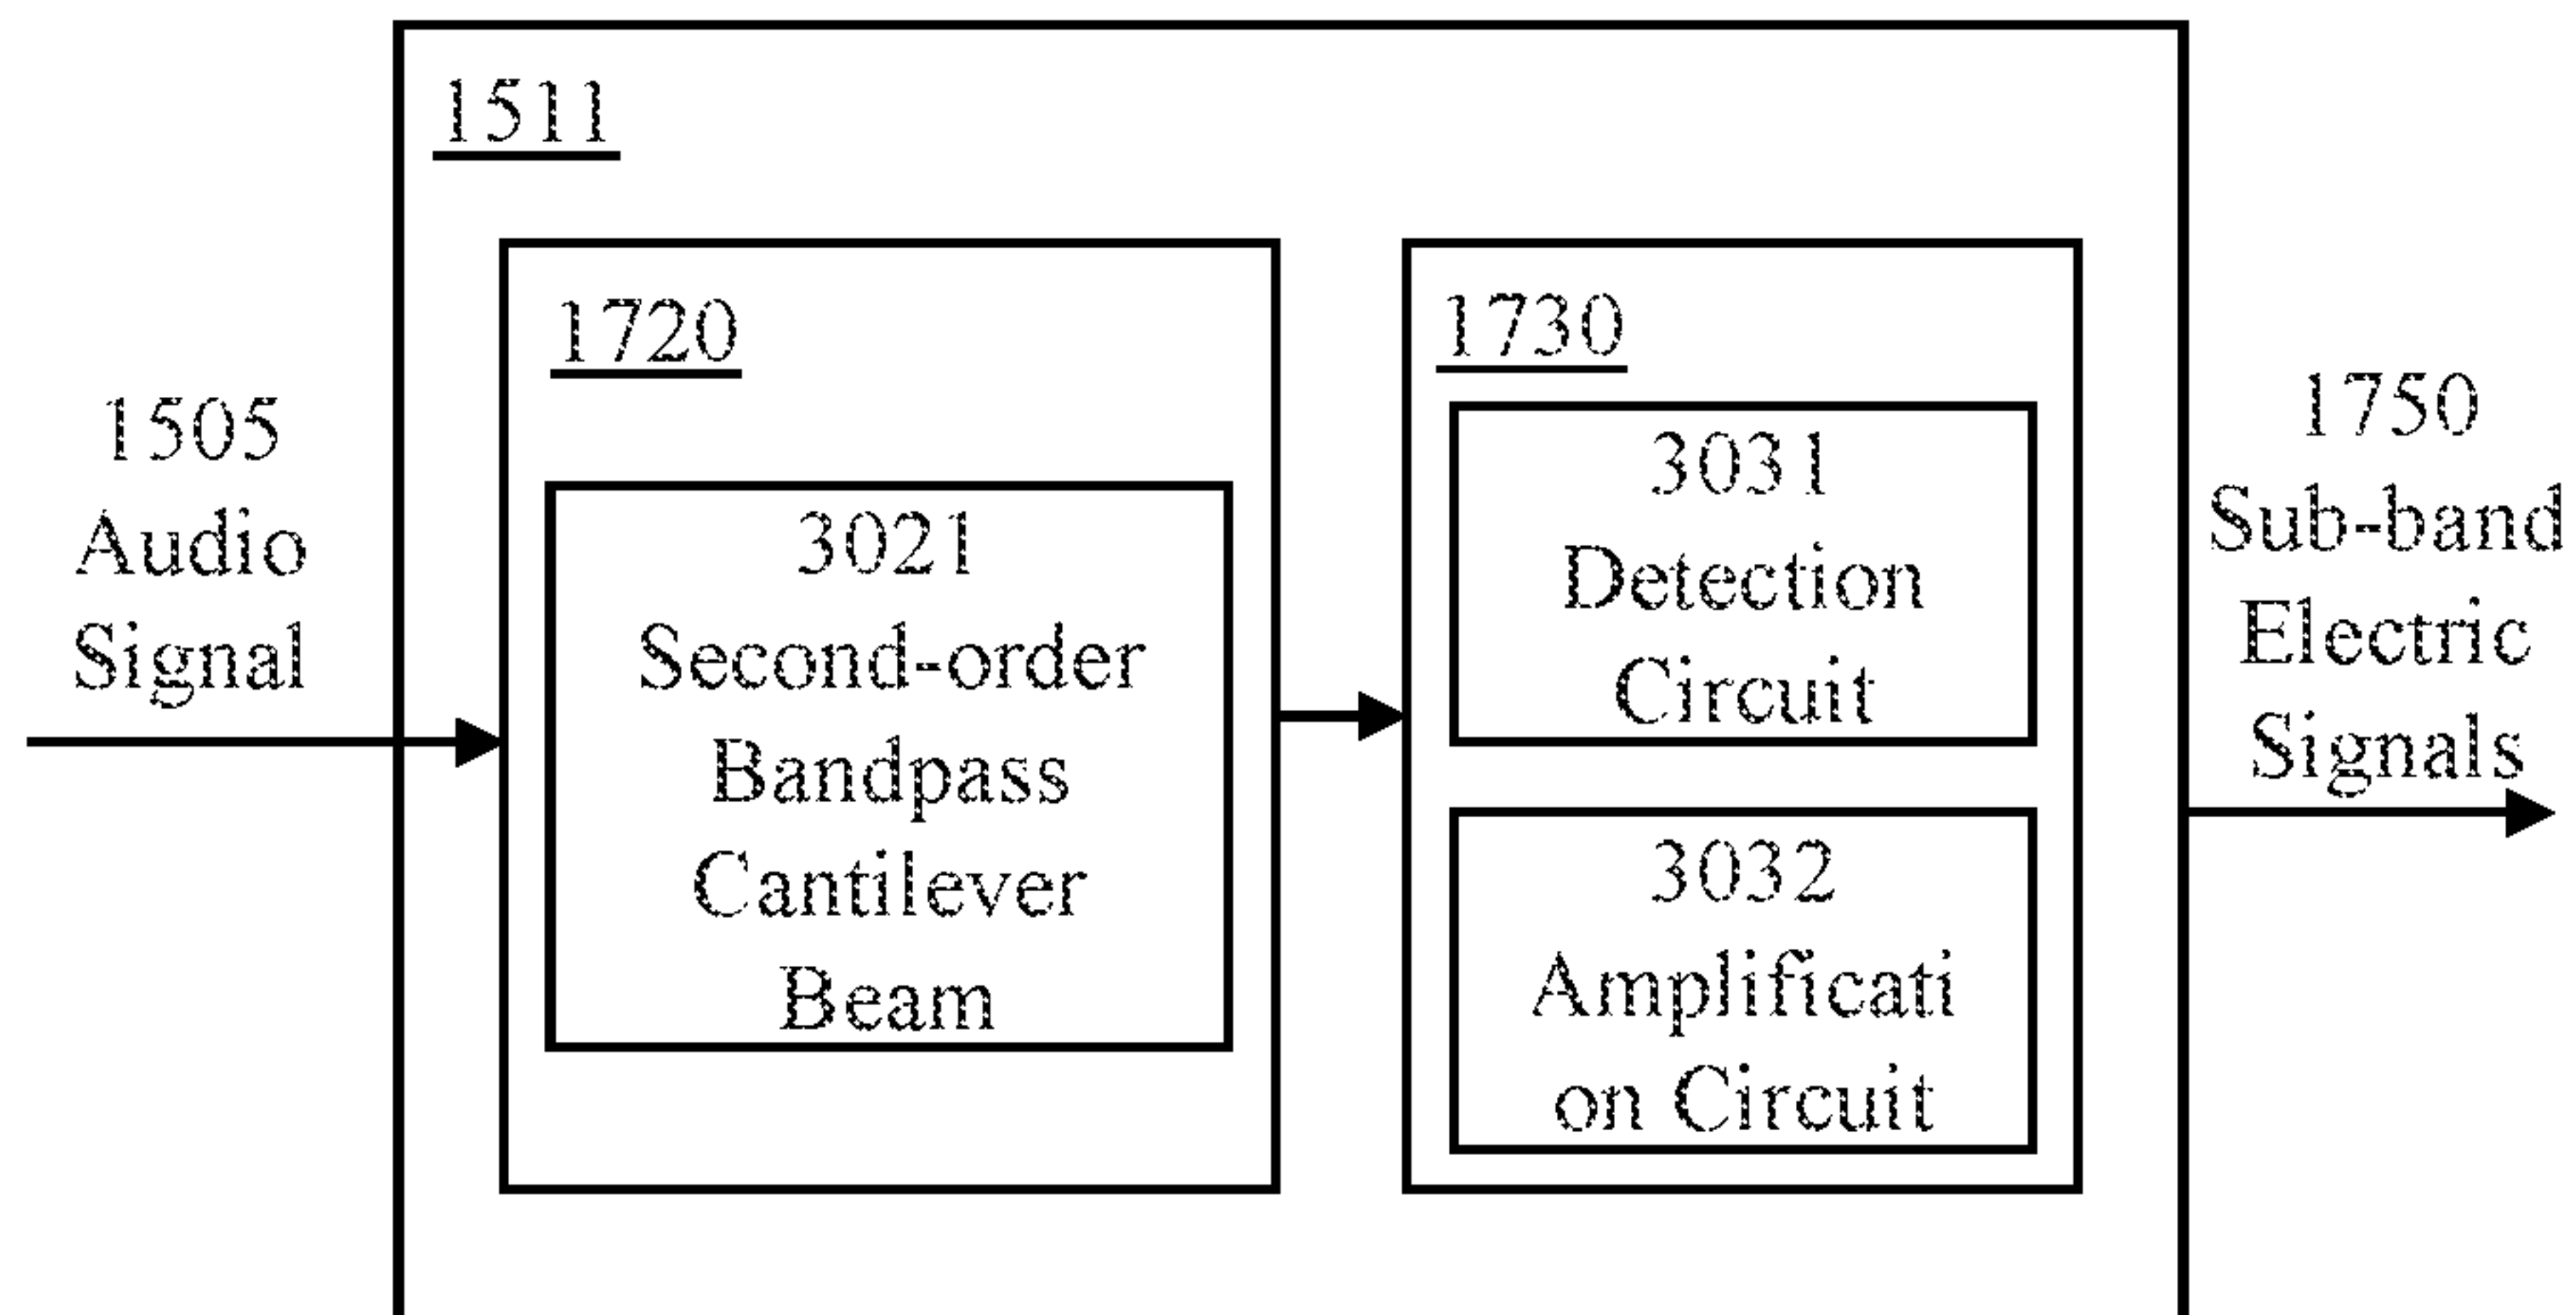 1511
1505
Audio
Signal
1720
3021
Second-order
Bandpass
Cantilever
Beam
1730
3031
Detection
Circuit
3032
Amplificati
on Circuit
1750
Sub-band
Electric
Signals